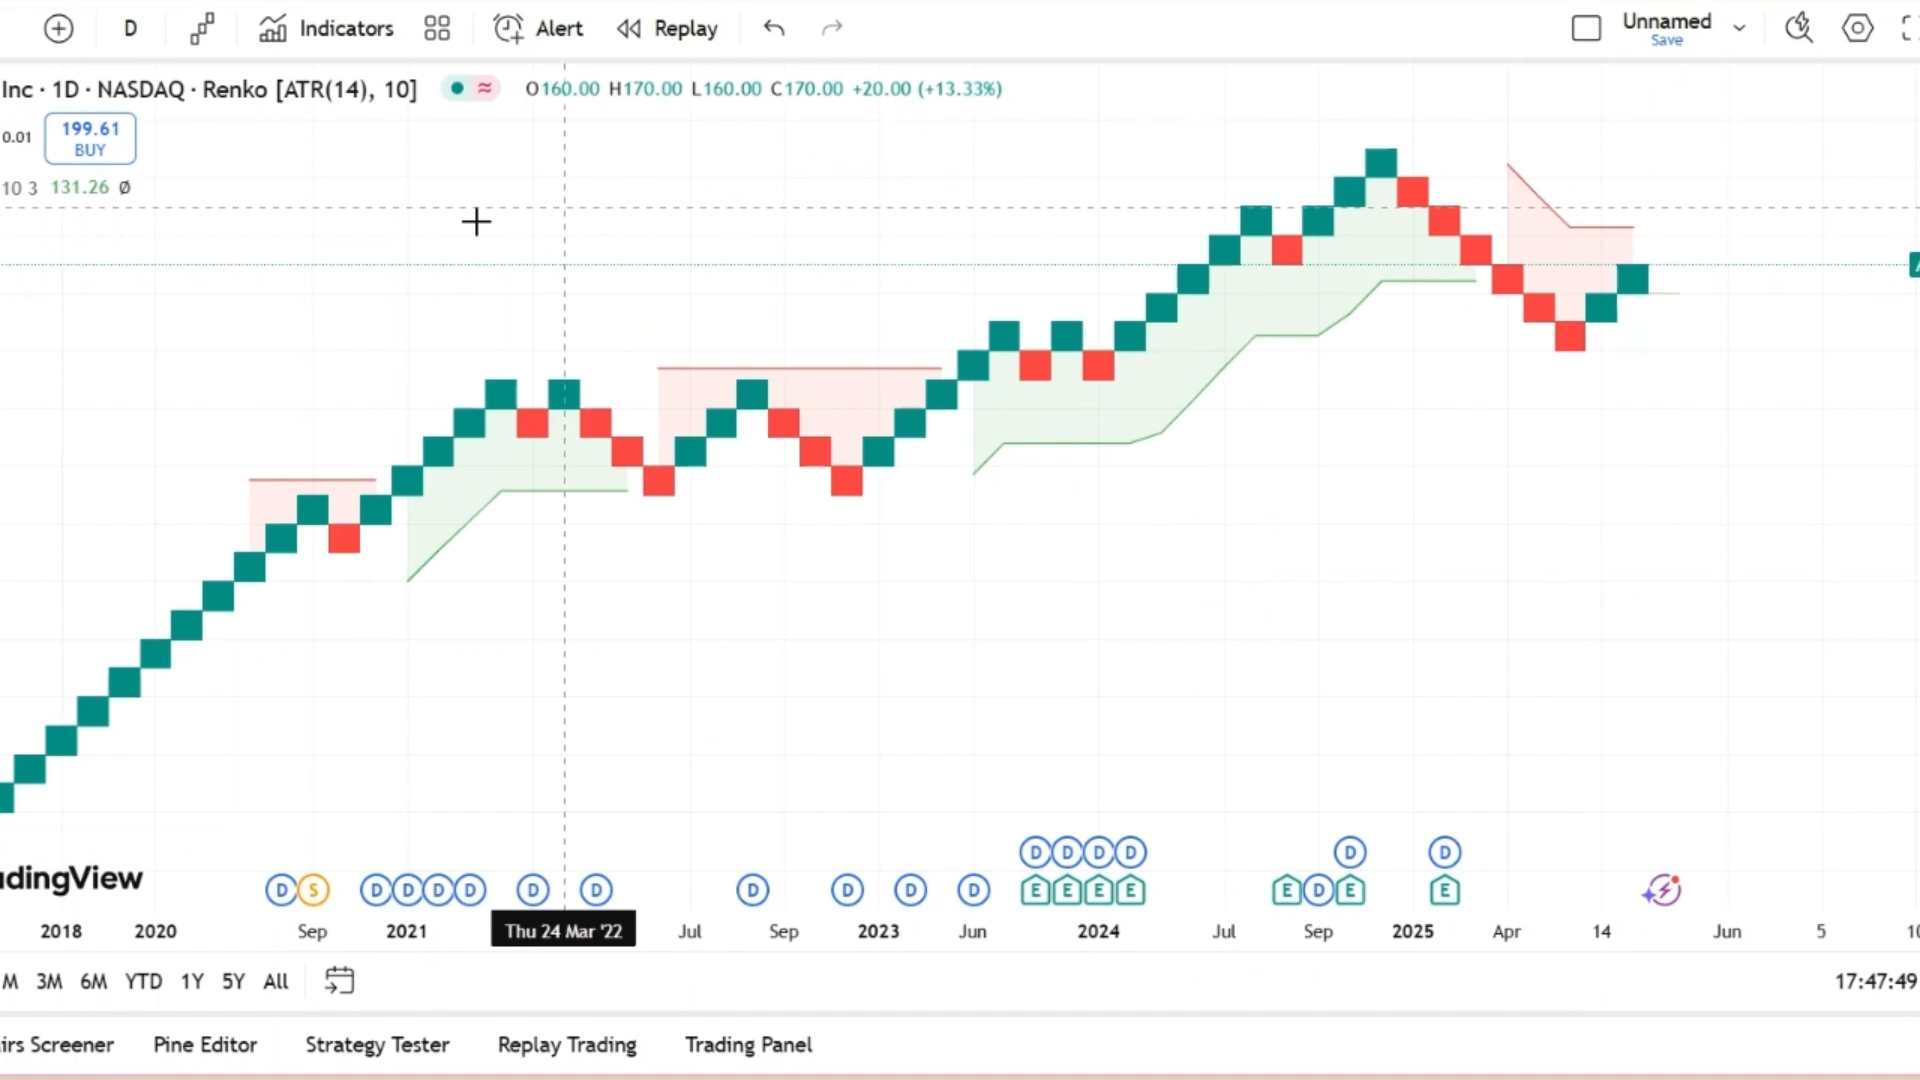 D Indicators Alert Replay Unnamed
Save
Inc · 1D · NASDAQ · Renko [ATR(14), 10] O160.00 H170.00 L160.00 C170.00 +20.00 (+13.33%)
0.01 199.61
BUY
10 3 131.26 Ø
D D D D D D
E E E E E D E E
D S D D D D D D D D D D
adingView
2018 2020 Sep 2021 Thu 24 Mar '22 Jul Sep 2023 Jun 2024 Jul Sep 2025 Apr 14 Jun 5 10
M 3M 6M YTD 1Y 5Y All 17:47:49
irs Screener Pine Editor Strategy Tester Replay Trading Trading Panel